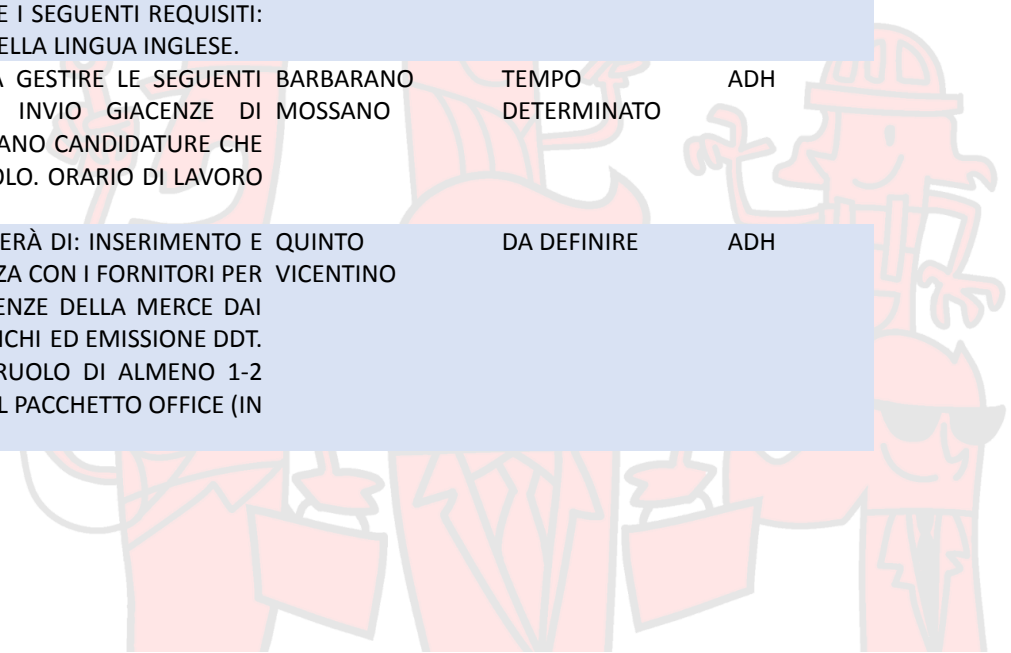 E I SEGUENTI REQUISITI:
ELLA LINGUA INGLESE.
GESTIRE LE SEGUENTI BARBARANO TEMPO ADH
INVIO GIACENZE DI MOSSANO DETERMINATO
ANO CANDIDATURE CHE
OLO. ORARIO DI LAVORO
ERÀ DI: INSERIMENTO E QUINTO DA DEFINIRE ADH
ZA CON I FORNITORI PER VICENTINO
ENZE DELLA MERCE DAI
ICHI ED EMISSIONE DDT.
RUOLO DI ALMENO 1-2
L PACCHETTO OFFICE (IN